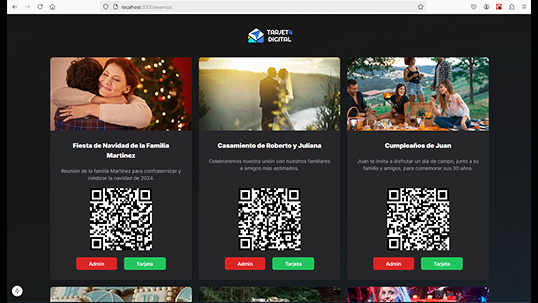 localhost:3000/eventos
TARJET
DIGITAL
Fiesta de Navidad de la Familia
Martinez
Reunión de la familia Martinez para confraternizar y
celebrar la navidad de 2024.
Admin
Tarjeta
Casamiento de Roberto y Juliana
Celebraremos nuestra unión con nuestros familiares
e amigos más estimados.
Admin
Tarjeta
Cumpleaños de Juan
Juan te invita a disfrutar un día de campo, junto a su
familia y amigos, para comemorar sus 30 años.
Admin
Tarjeta